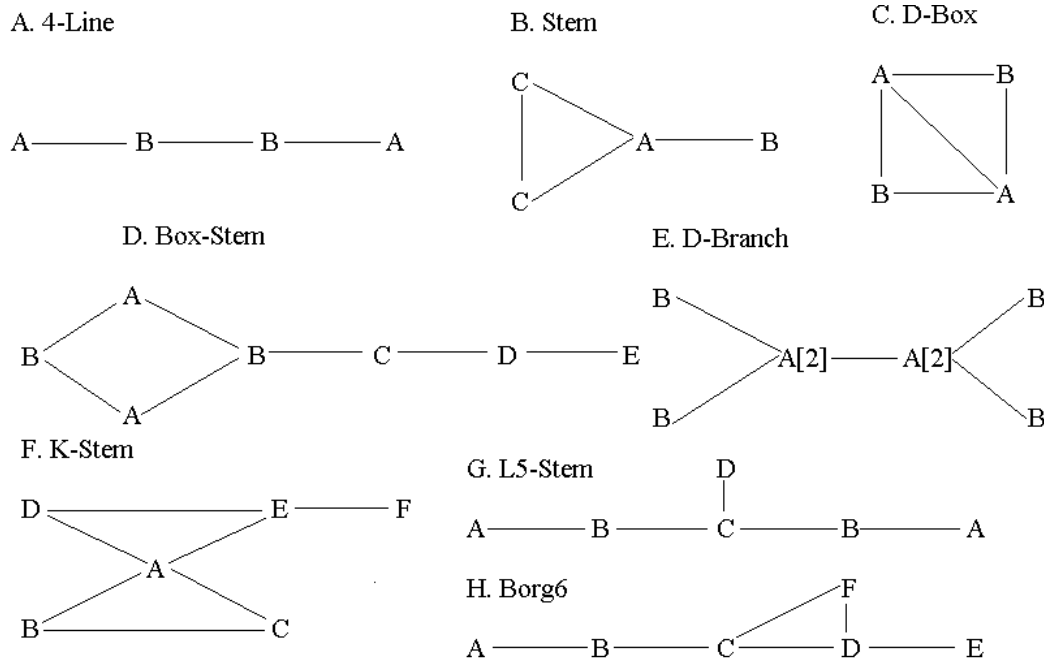 A. 4-Line
B. Stem
C. D-Box
A B B A
C
A B
C
A B
B A
D. Box-Stem
E. D-Branch
A
B B C D E
A
B B
A[2] A[2]
B B
F. K-Stem
D E F
A
B C
G. L5-Stem
D
A B C B A
H. Borg6
F
A B C D E